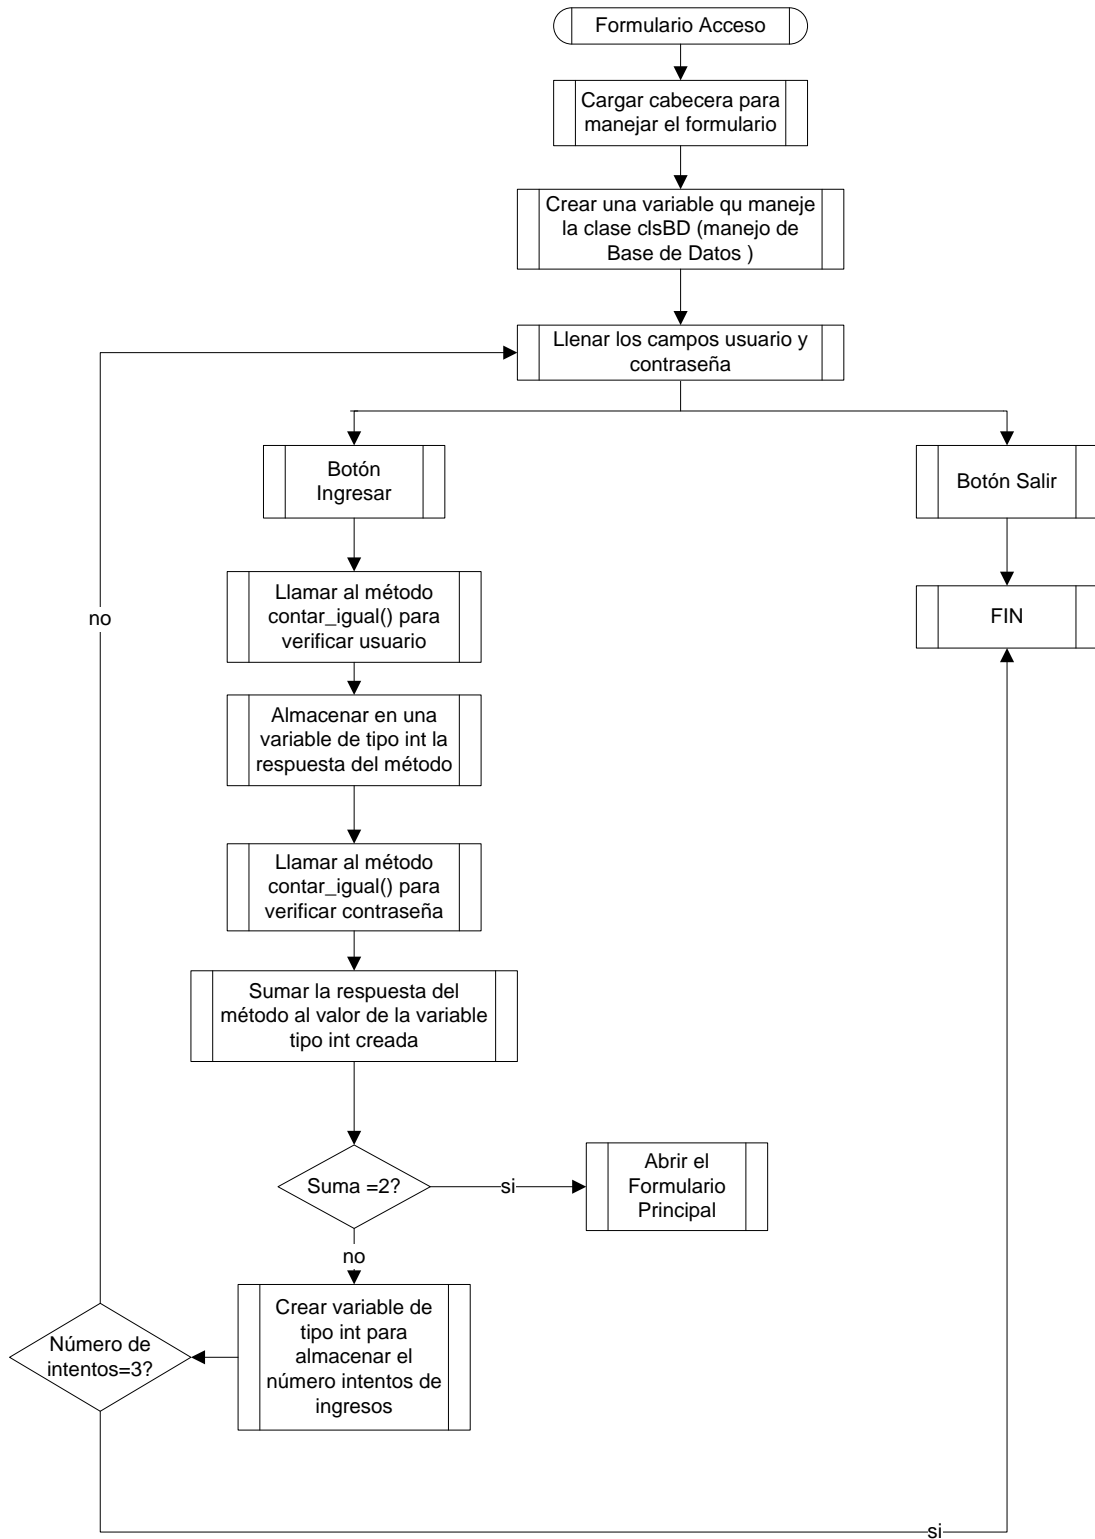 Formulario Acceso
Cargar cabecera para
manejar el formulario
Crear una variable qu maneje
la clase clsBD (manejo de
Base de Datos )
Llenar los campos usuario y
contraseña
Botón
Ingresar
Botón Salir
Llamar al método
contar_igual() para
verificar usuario
FIN
no
Almacenar en una
variable de tipo int la
respuesta del método
Llamar al método
contar_igual() para
verificar contraseña
Sumar la respuesta del
método al valor de la variable
tipo int creada
Suma =2?
si
Abrir el
Formulario
Principal
no
Crear variable de
tipo int para
almacenar el
número intentos de
ingresos
Número de
intentos=3?
si